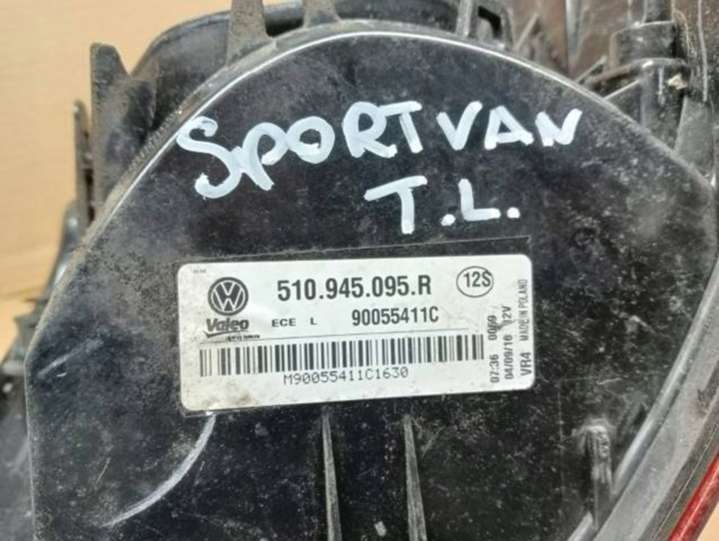 SPORTVAN
T.L.
510.945.095.R 12S
Valeo ECE L 90055411C
M90055411C1630
07:36 0069
04/09/16 12V
VR4 MADE IN POLAND